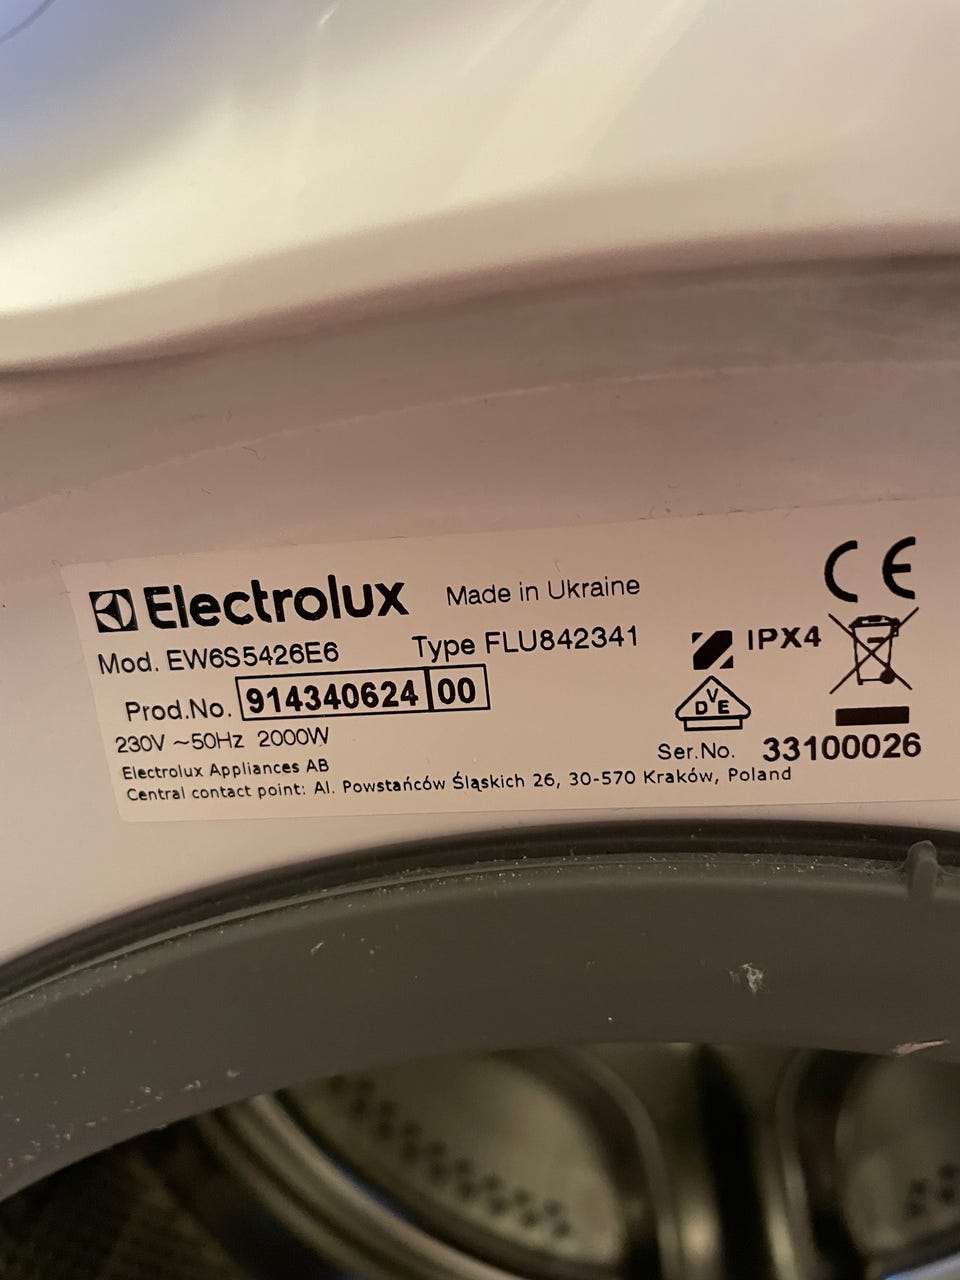 Electrolux Made in Ukraine
CE
Mod. EW6S5426E6 Type FLU842341 IPX4
Prod.No. 914340624 00
DVE
230V ~50Hz 2000W
Ser.No. 33100026
Electrolux Appliances AB
Central contact point: Al. Powstańców Śląskich 26, 30-570 Kraków, Poland